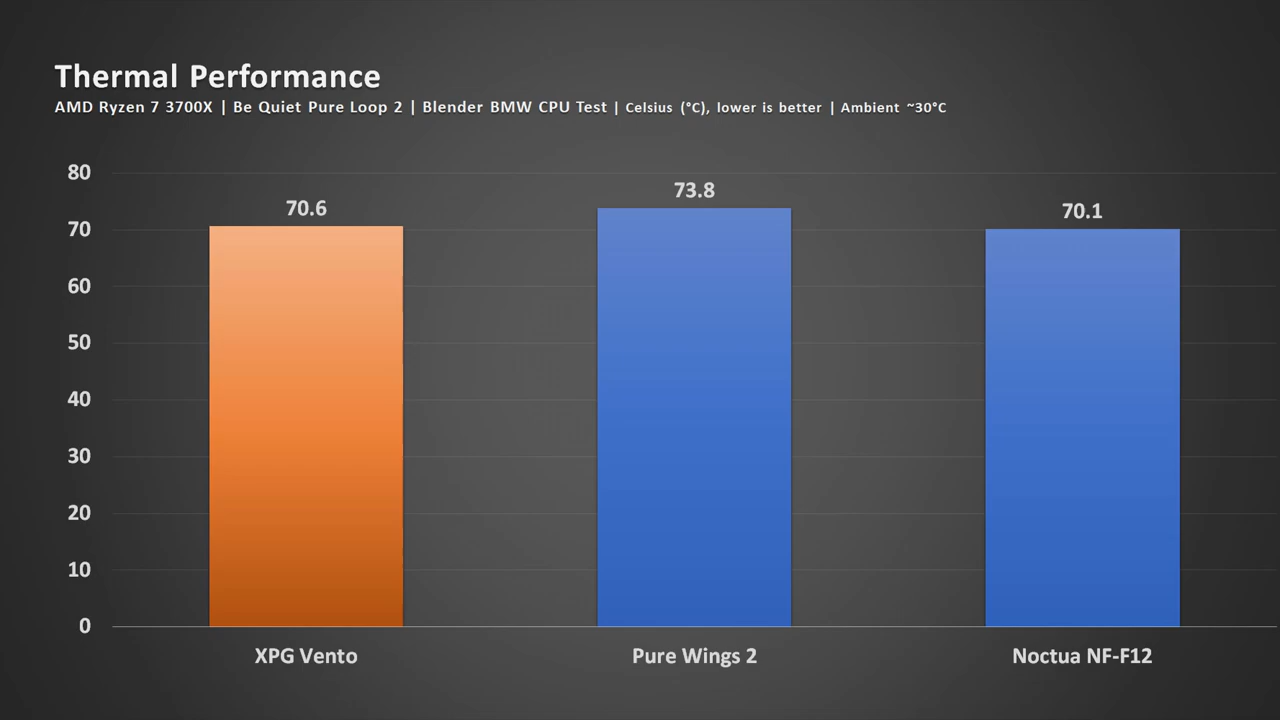 Thermal Performance
AMD Ryzen 7 3700X | Be Quiet Pure Loop 2 | Blender BMW CPU Test | Celsius (°C), lower is better | Ambient ~30°C
80
70
60
50
40
30
20
10
0
70.6
73.8
70.1
XPG Vento
Pure Wings 2
Noctua NF-F12